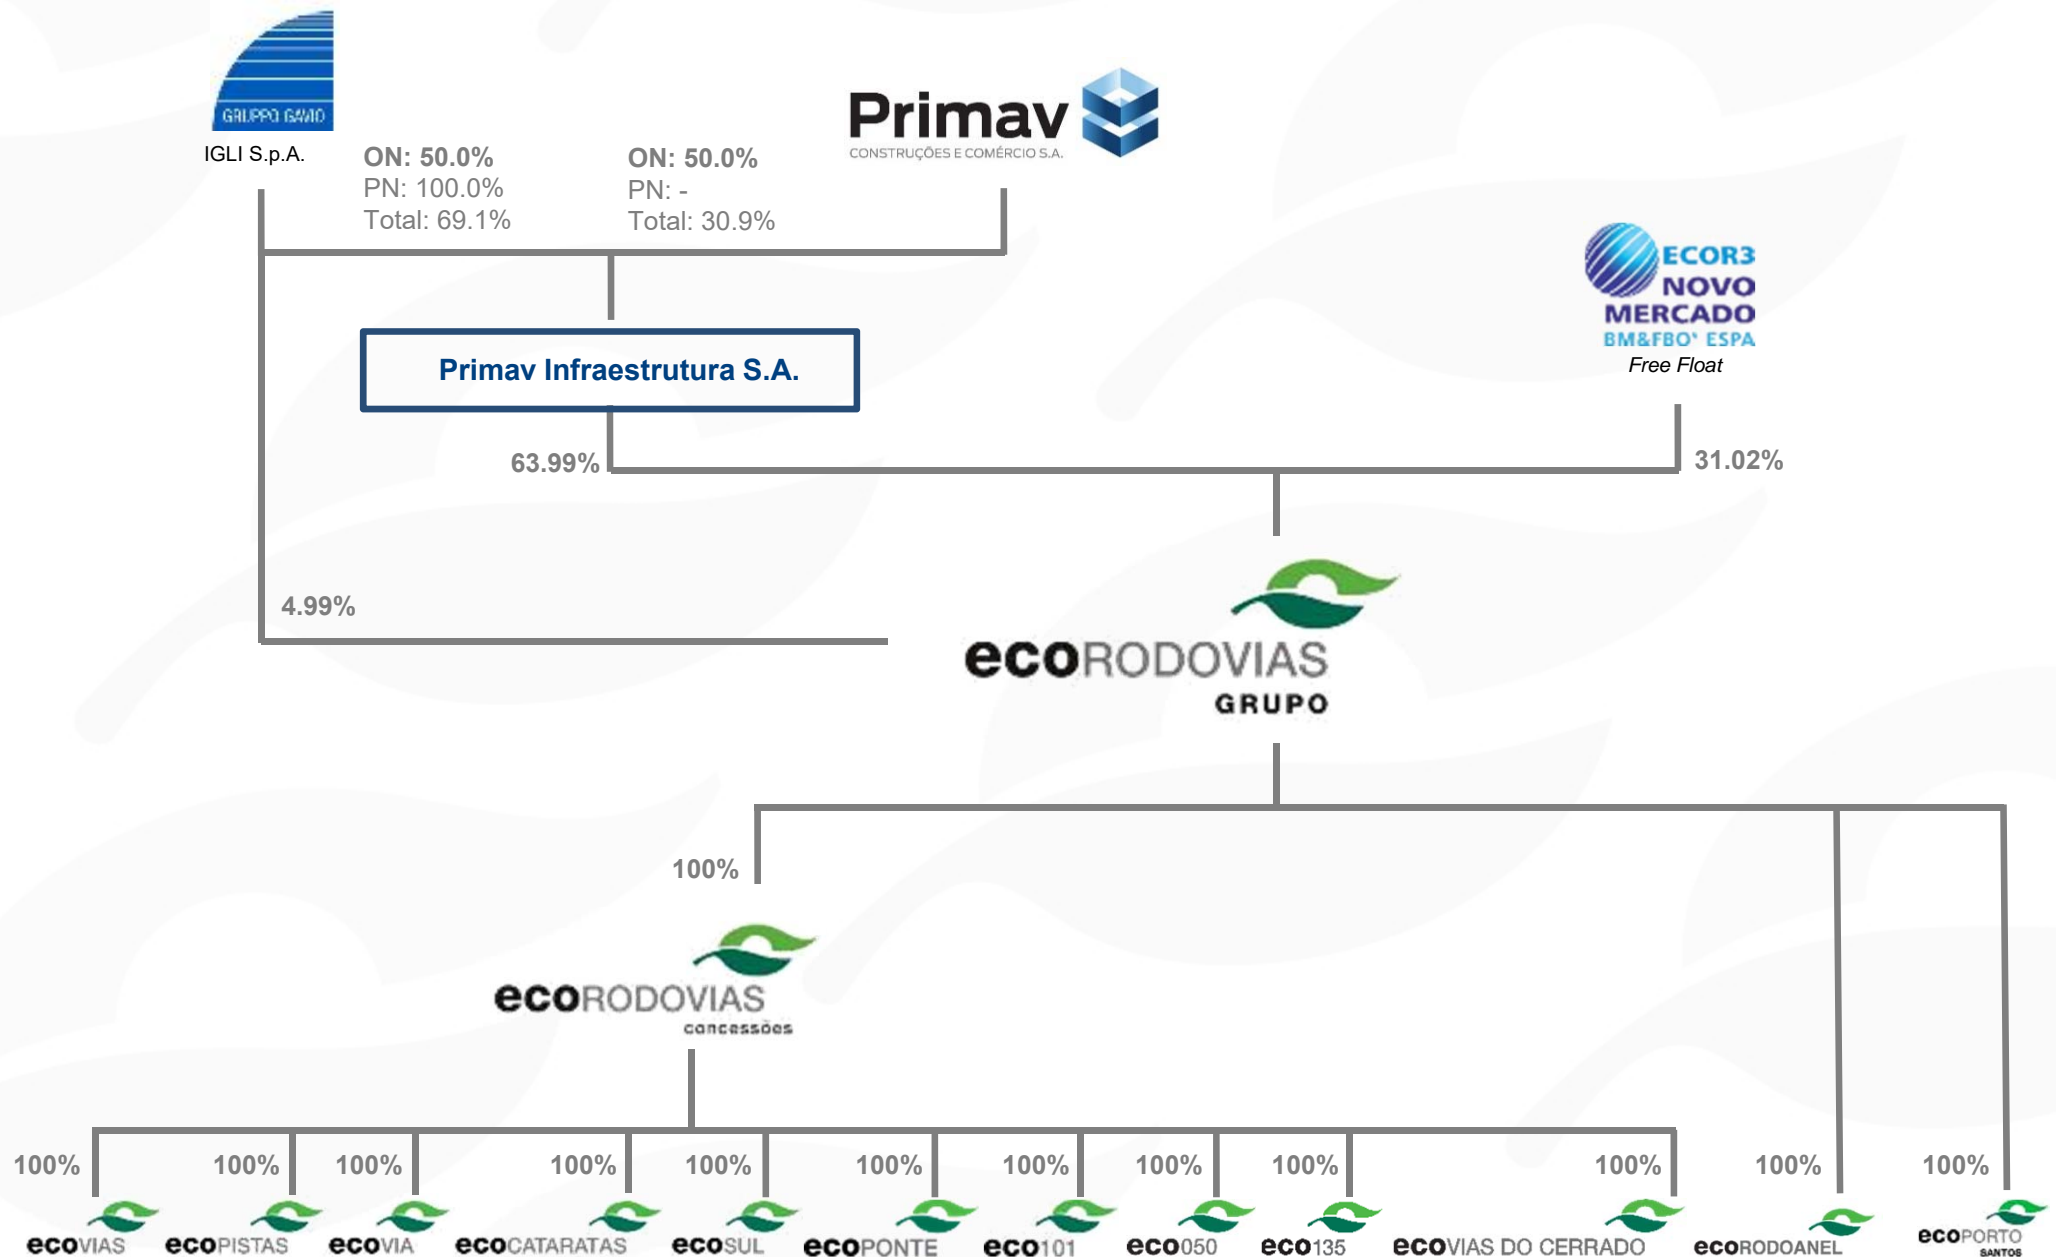 GRUPPO GAVIO
IGLI S.p.A.
ON: 50.0%
PN: 100.0%
Total: 69.1%
ON: 50.0%
PN: -
Total: 30.9%
Primav
CONSTRUÇÕES E COMÉRCIO S.A.
ECOR3
NOVO
MERCADO
BM&FBO' ESPA
Free Float
Primav Infraestrutura S.A.
63.99%
31.02%
4.99%
ecoRODOVIAS
GRUPO
100%
ecoRODOVIAS
concessões
100%
100%
100%
100%
100%
100%
100%
100%
100%
100%
100%
100%
ecoVIAS
ecoPISTAS
ecoVIA
ecoCATARATAS
ecoSUL
ecoPONTE
eco101
eco050
eco135
ecoVIAS DO CERRADO
ecoRODOANEL
ecoPORTO
SANTOS